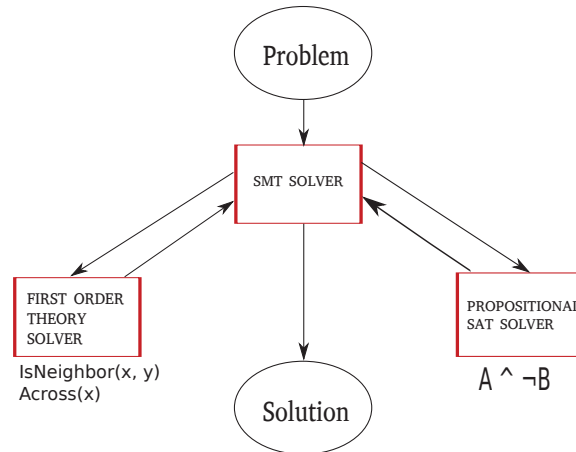 Problem
SMT SOLVER
FIRST ORDER
THEORY
SOLVER
IsNeighbor(x, y)
Across(x)
PROPOSITIONAL
SAT SOLVER
A ^ ¬B
Solution